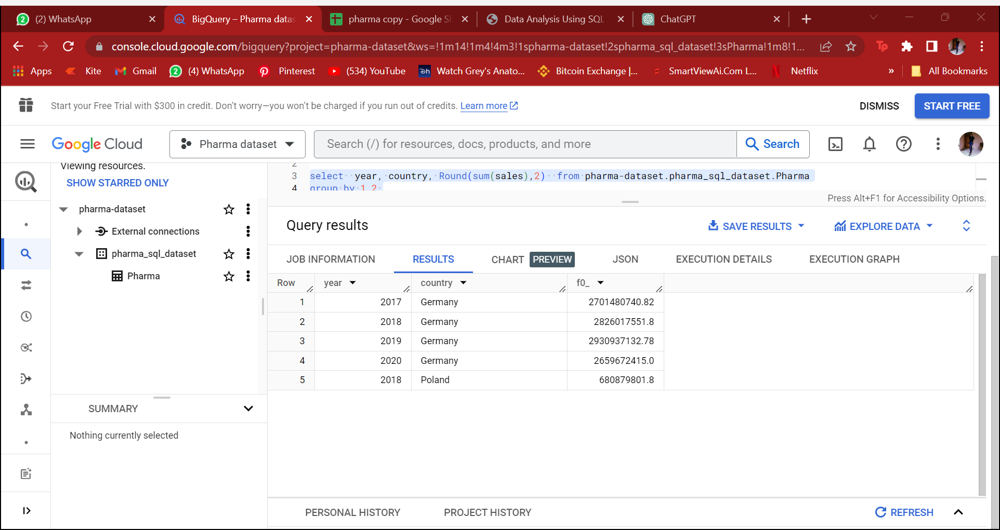 (2) WhatsApp
BigQuery – Pharma datas
pharma copy - Google Sh
Data Analysis Using SQL
ChatGPT
console.cloud.google.com/bigquery?project=pharma-dataset&ws=!1m14!1m4!4m3!1spharma-dataset!2spharma_sql_dataset!3sPharma!1m8!1...
Apps
Kite
Gmail
(4) WhatsApp
Pinterest
(534) YouTube
Watch Grey's Anato...
Bitcoin Exchange |...
SmartViewAi.Com L...
Netflix
»
All Bookmarks
Start your Free Trial with $300 in credit. Don’t worry—you won’t be charged if you run out of credits. Learn more
DISMISS
START FREE
Google Cloud
Pharma dataset
Search (/) for resources, docs, products, and more
Search
Viewing resources.
SHOW STARRED ONLY
pharma-dataset
External connections
pharma_sql_dataset
Pharma
SUMMARY
Nothing currently selected
2
3 select year, country, Round(sum(sales),2) from pharma-dataset.pharma_sql_dataset.Pharma
4 group by 1,2
Press Alt+F1 for Accessibility Options.
Query results
SAVE RESULTS
EXPLORE DATA
JOB INFORMATION
RESULTS
CHART PREVIEW
JSON
EXECUTION DETAILS
EXECUTION GRAPH
Row year country f0_
1 2017 Germany 2701480740.82
2 2018 Germany 2826017551.8
3 2019 Germany 2930937132.78
4 2020 Germany 2659672415.0
5 2018 Poland 680879801.8
PERSONAL HISTORY
PROJECT HISTORY
REFRESH